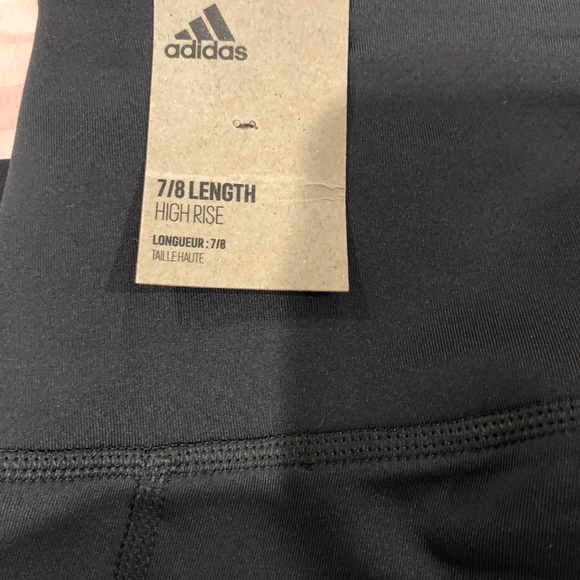 adidas
7/8 LENGTH
HIGH RISE
LONGUEUR : 7/8
TAILLE HAUTE